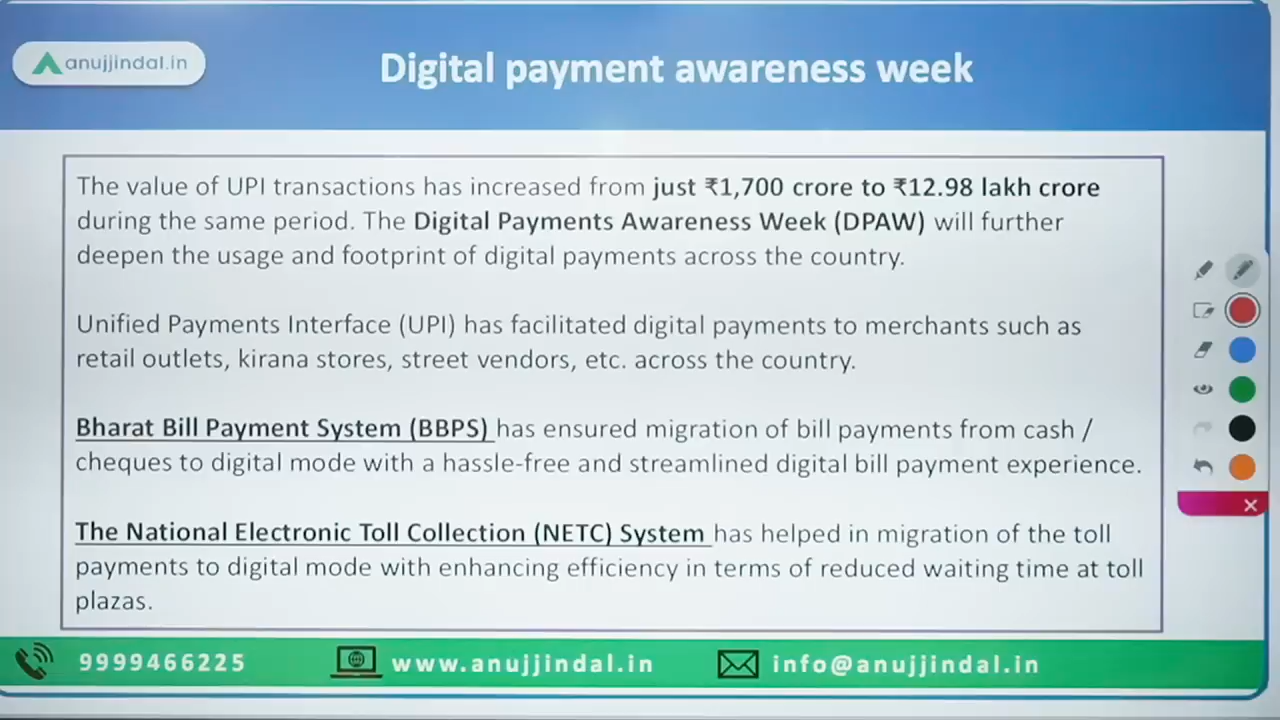 anujjindal.in
Digital payment awareness week
The value of UPI transactions has increased from just ₹1,700 crore to ₹12.98 lakh crore
during the same period. The Digital Payments Awareness Week (DPAW) will further
deepen the usage and footprint of digital payments across the country.
Unified Payments Interface (UPI) has facilitated digital payments to merchants such as
retail outlets, kirana stores, street vendors, etc. across the country.
Bharat Bill Payment System (BBPS) has ensured migration of bill payments from cash /
cheques to digital mode with a hassle-free and streamlined digital bill payment experience.
The National Electronic Toll Collection (NETC) System has helped in migration of the toll
payments to digital mode with enhancing efficiency in terms of reduced waiting time at toll
plazas.
9999466225
www.anujjindal.in
info@anujjindal.in